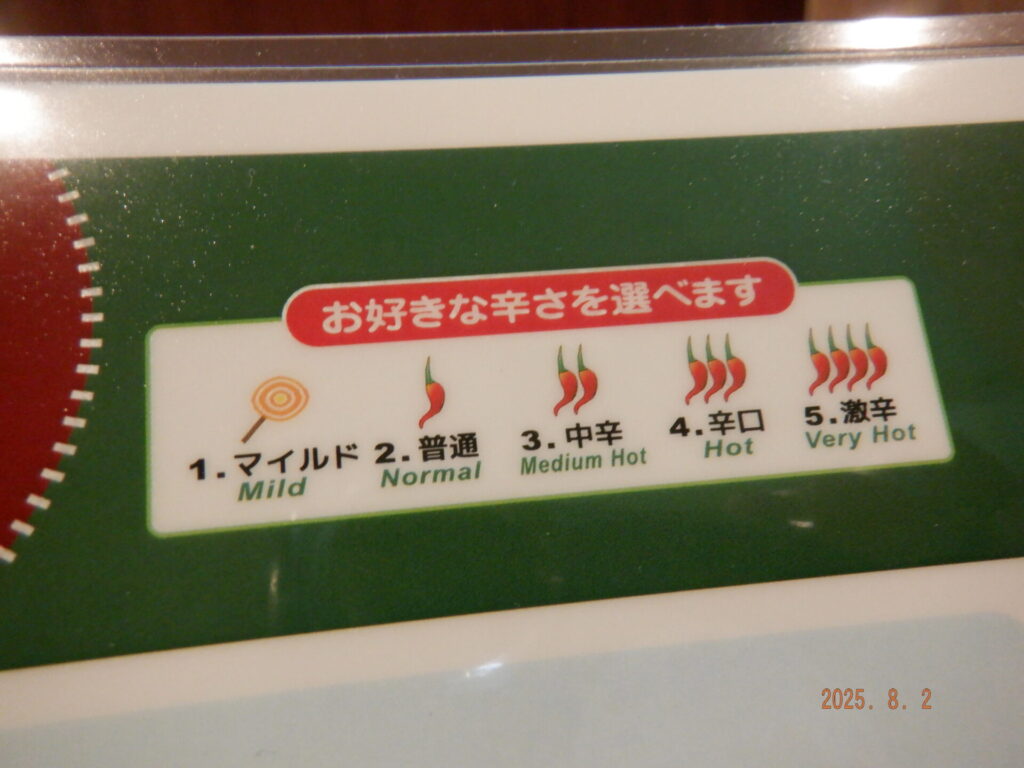 お好きな辛さを選べます
1.マイルド
Mild
2.普通
Normal
3.中辛
Medium Hot
4.辛口
Hot
5.激辛
Very Hot
2025. 8. 2